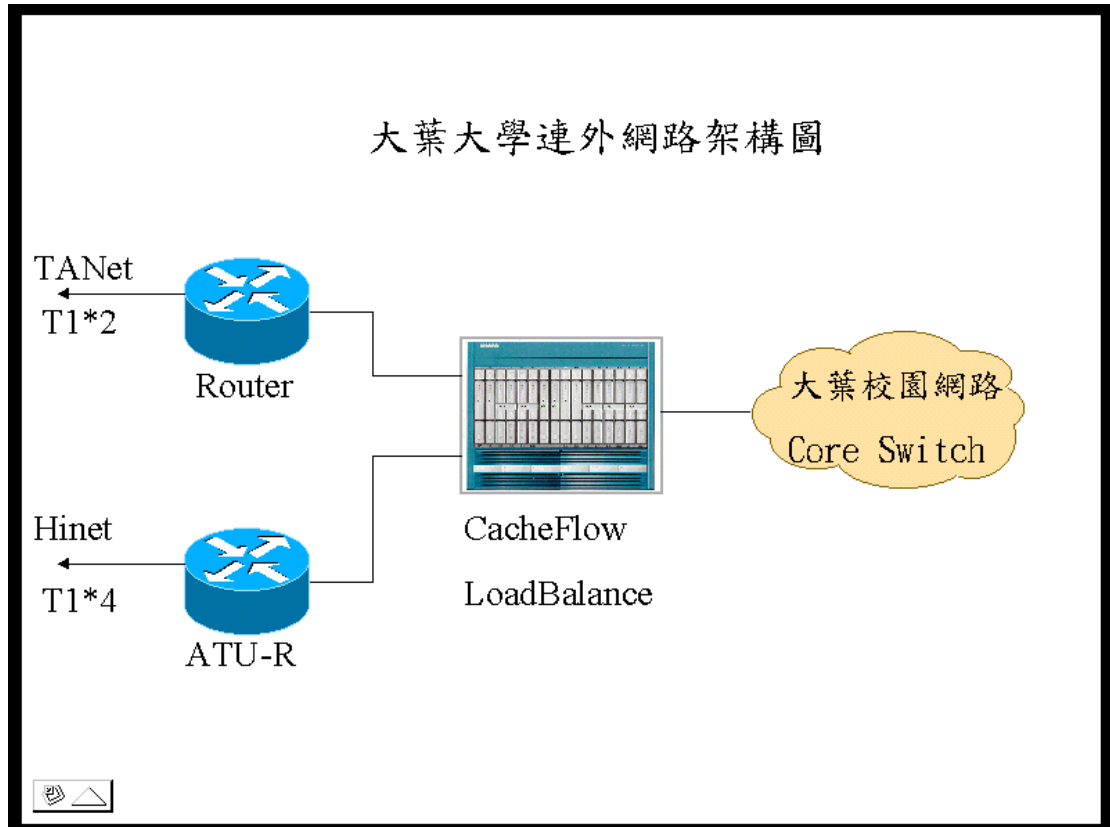 大葉大學連外網路架構圖
TANet
T1*2
Router
大葉校園網路
Core Switch
Hinet
T1*4
ATU-R
CacheFlow
LoadBalance